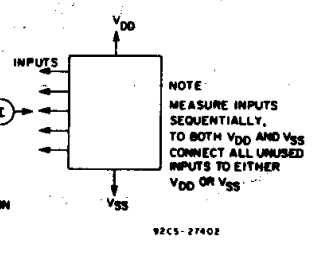 VDD
INPUTS
I
NOTE
MEASURE INPUTS
SEQUENTIALLY,
TO BOTH VDD AND VSS
CONNECT ALL UNUSED
INPUTS TO EITHER
VDD OR VSS
VSS
ON
92CS-27402